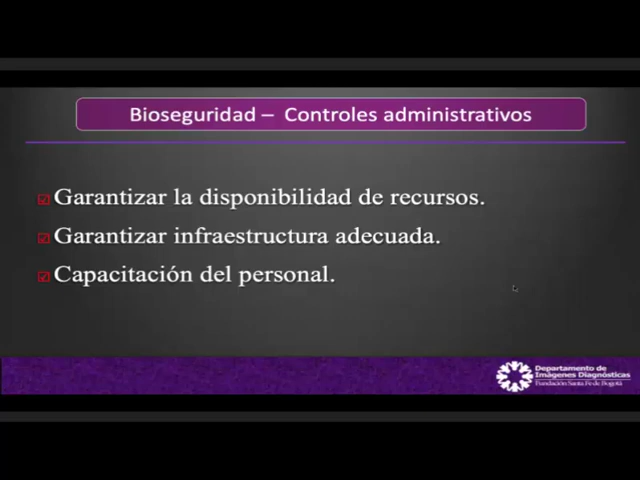 Bioseguridad – Controles administrativos
Garantizar la disponibilidad de recursos.
Garantizar infraestructura adecuada.
Capacitación del personal.
Departamento de
Imágenes Diagnósticas
Fundación Santa Fe de Bogotá